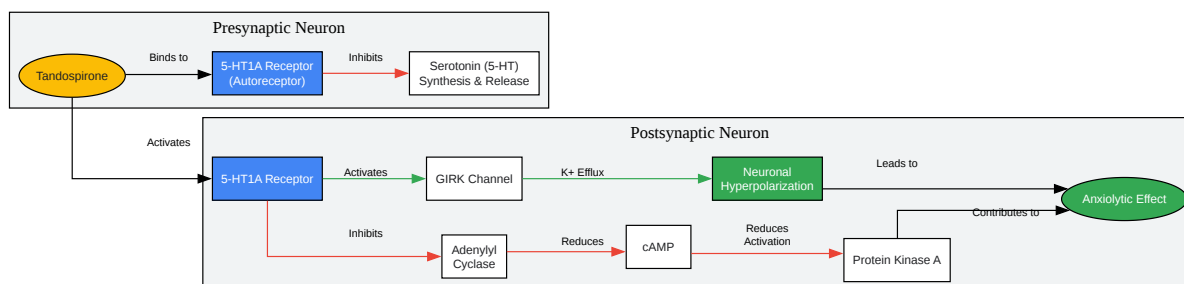 Presynaptic Neuron
Tandospirone
Binds to
5-HT1A Receptor
(Autoreceptor)
Inhibits
Serotonin (5-HT)
Synthesis & Release
Activates
Postsynaptic Neuron
5-HT1A Receptor
Activates
GIRK Channel
K+ Efflux
Neuronal
Hyperpolarization
Leads to
Anxiolytic Effect
Inhibits
Adenylyl
Cyclase
Reduces
cAMP
Reduces
Activation
Protein Kinase A
Contributes to